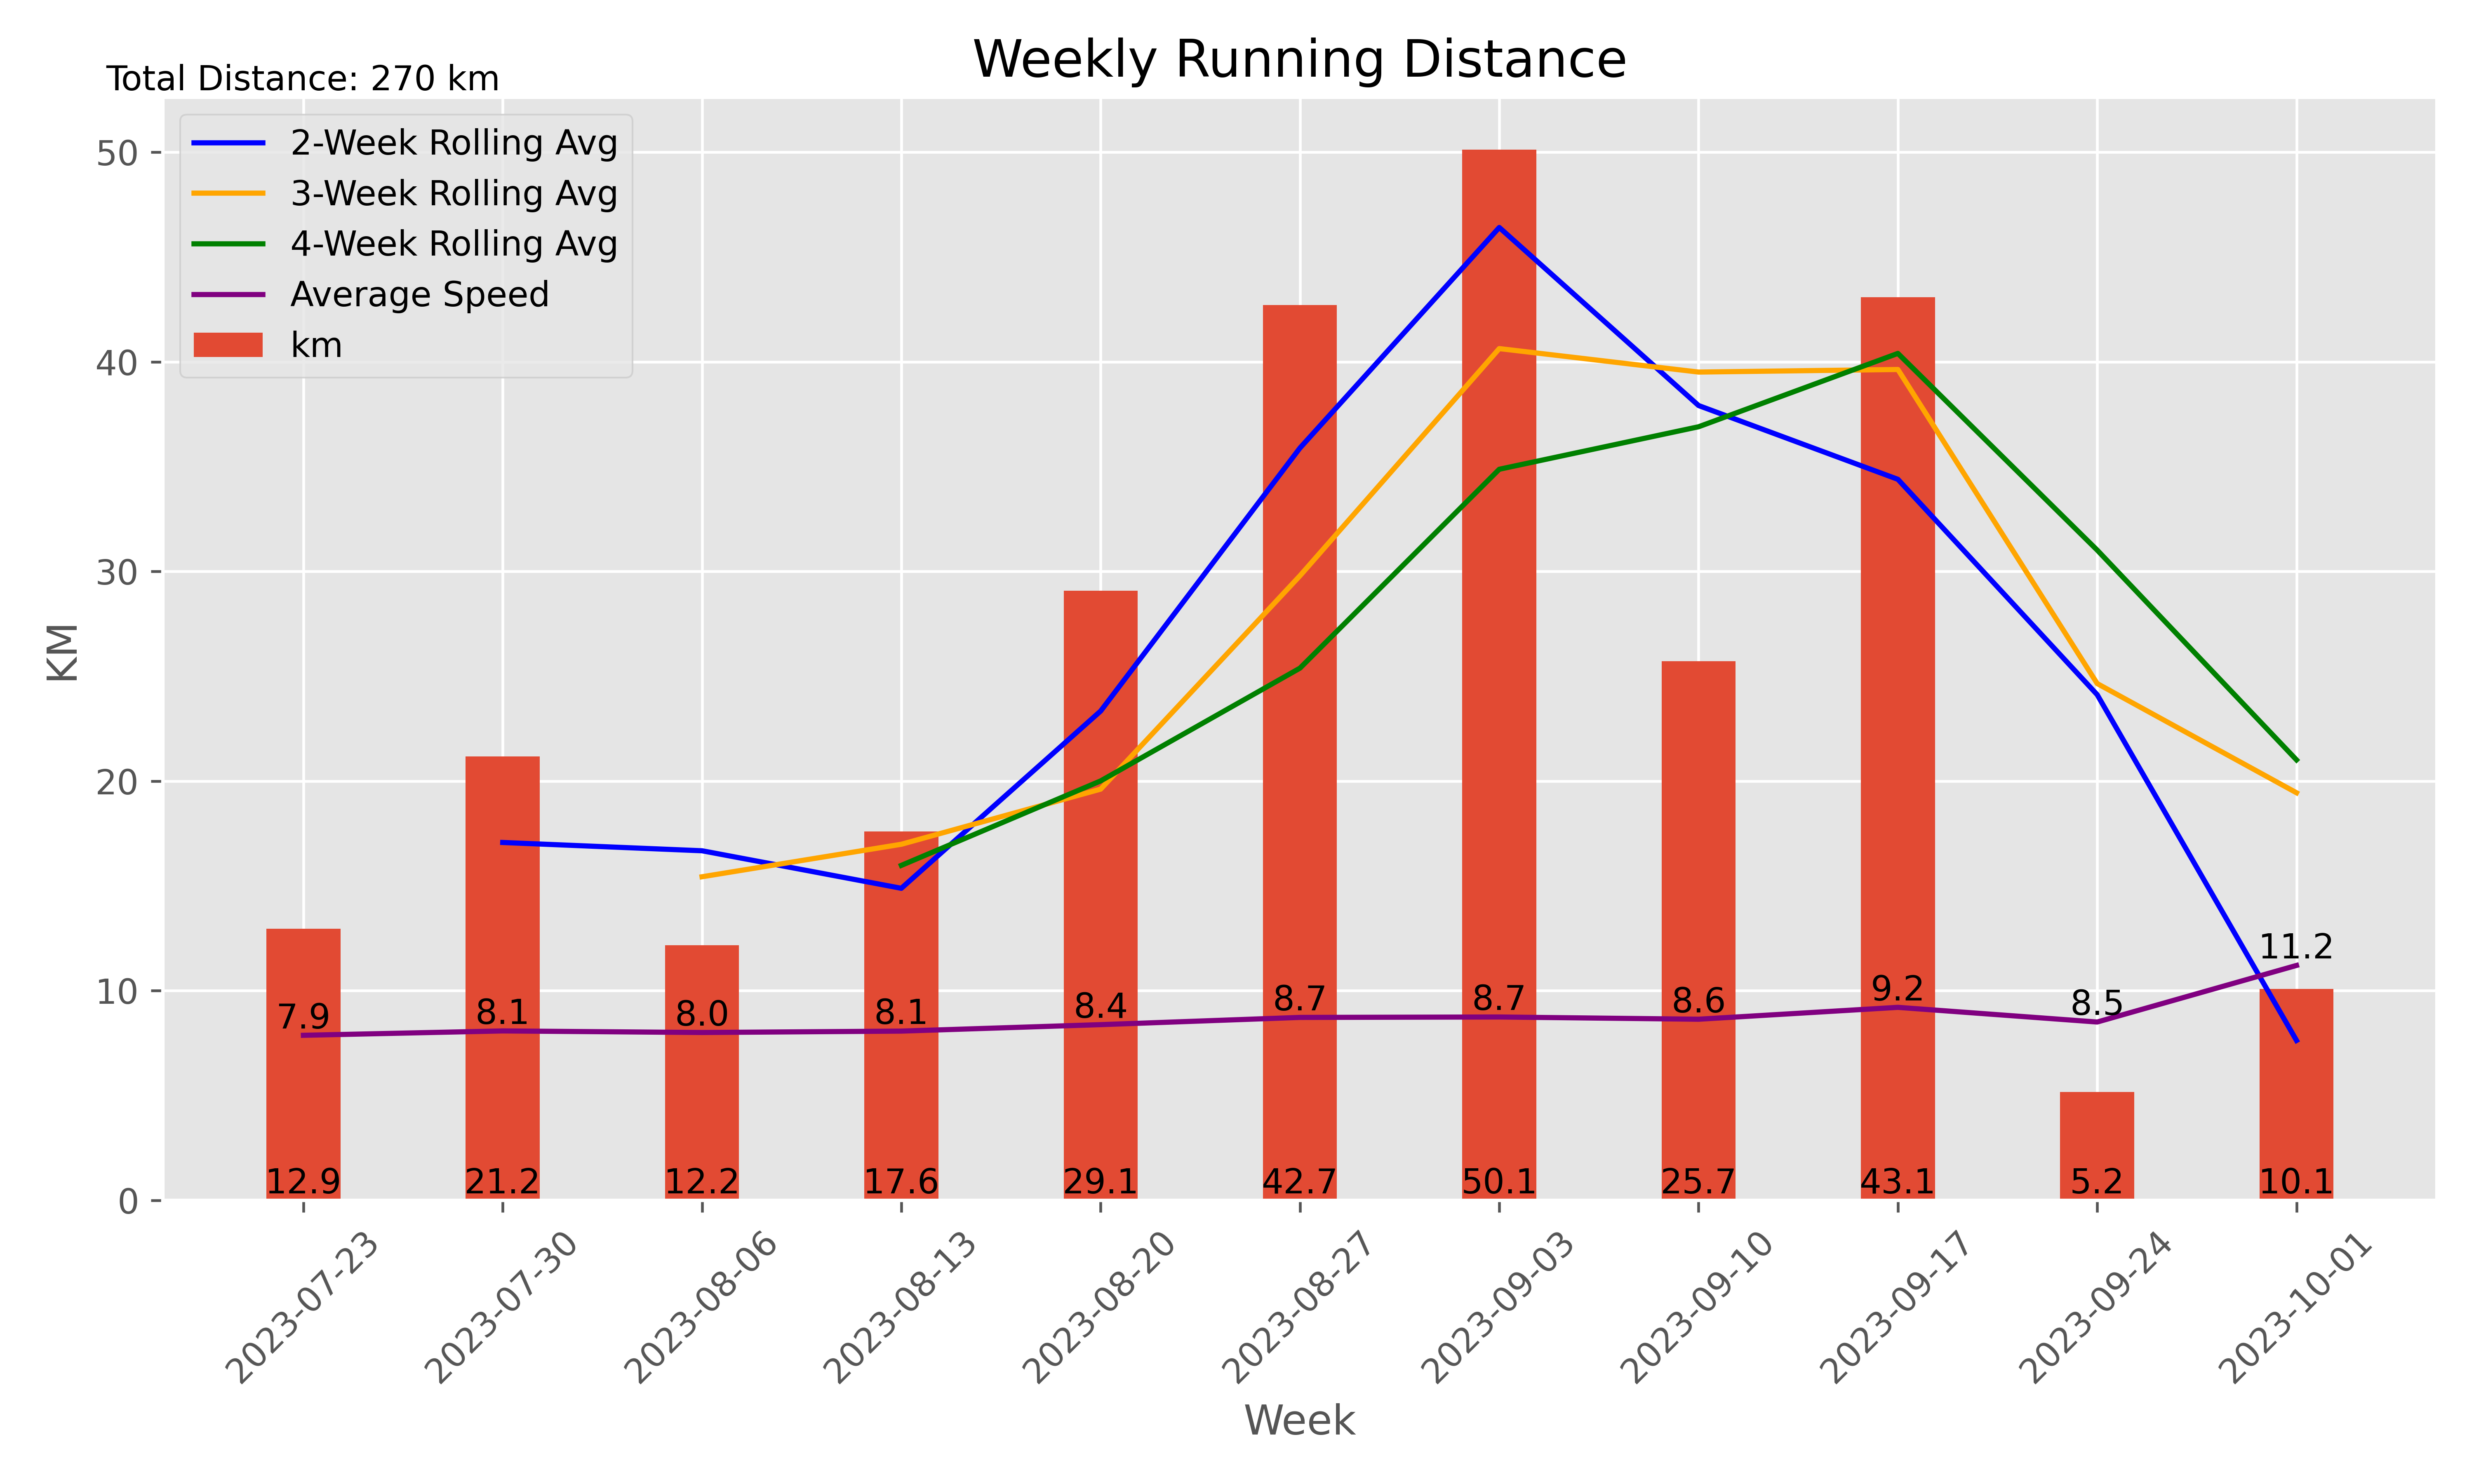 Weekly Running Distance
Total Distance: 270 km
2-Week Rolling Avg
3-Week Rolling Avg
4-Week Rolling Avg
Average Speed
km
50
40
30
20
10
0
KM
7.9 8.1 8.0 8.1 8.4 8.7 8.7 8.6 9.2 8.5 11.2
12.9 21.2 12.2 17.6 29.1 42.7 50.1 25.7 43.1 5.2 10.1
2023-07-23 2023-07-30 2023-08-06 2023-08-13 2023-08-20 2023-08-27 2023-09-03 2023-09-10 2023-09-17 2023-09-24 2023-10-01
Week